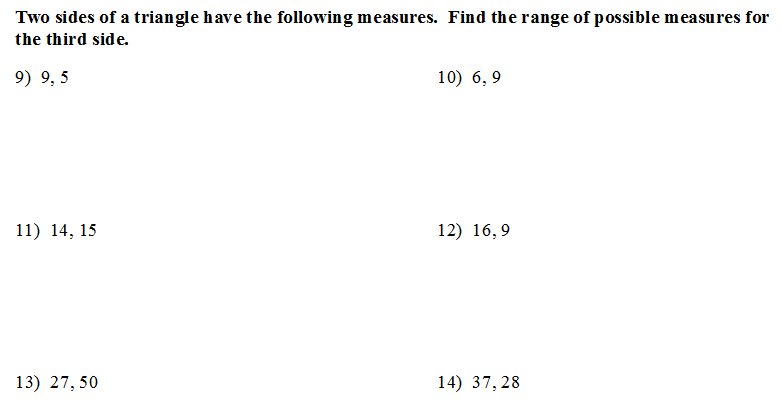 Two sides of a triangle have the following measures.  Find the range of possible measures for
the third side.
9)  9, 5
10)  6, 9
11)  14, 15
12)  16, 9
13)  27, 50
14)  37, 28